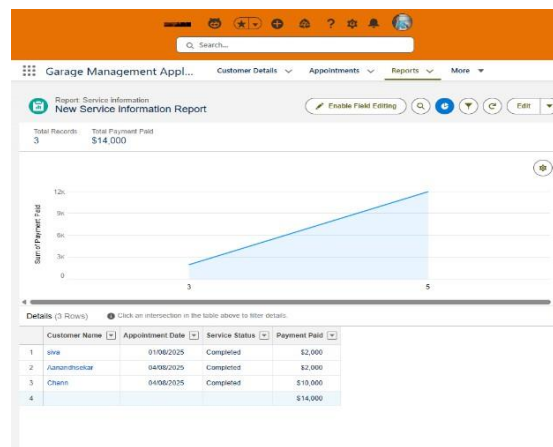 Search...
Garage Management Appl... Customer Details Appointments Reports More
Report: Service information
New Service Information Report
Enable Field Editing Edit
Total Records Total Payment Paid
3 $14,000
Sum of Payment Paid
12K
9K
6K
3K
0
3 5
Details (3 Rows) Click an intersection in the table above to filter details.
Customer Name Appointment Date Service Status Payment Paid
1 siva 01/08/2025 Completed $2,000
2 Aanandhsekar 04/08/2025 Completed $2,000
3 Chenn 04/08/2025 Completed $10,000
4 $14,000